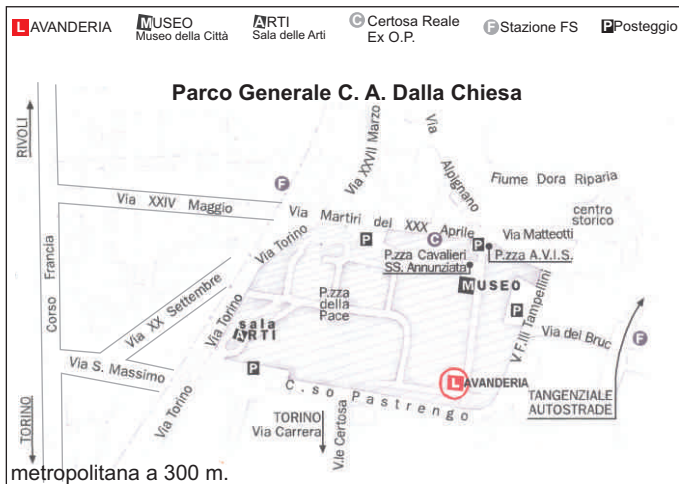 L AVANDERIA
MUSEO
Museo della Città
ARTI
Sala delle Arti
C Certosa Reale
Ex O.P.
F Stazione FS
P Posteggio
Parco Generale C. A. Dalla Chiesa
RIVOLI
Via XXVII Marzo
Via
Alpignano
Fiume Dora Riparia
F
Via XXIV Maggio
Via Martiri del XXX Aprile
centro
storico
Via Matteotti
Via Torino
P
C
P
P.zza Cavalieri
SS. Annunziata
P.zza A.V.I.S.
Corso Francia
MUSEO
P.zza
della
Pace
Via XX Settembre
Via Torino
sala
ARTI
P
V.F.lli Tampellini
Via del Bruc
F
Via S. Massimo
P
L AVANDERIA
C.so Pastrengo
TANGENZIALE
AUTOSTRADE
Via Torino
TORINO
Via Carrera
V.le Certosa
TORINO
metropolitana a 300 m.